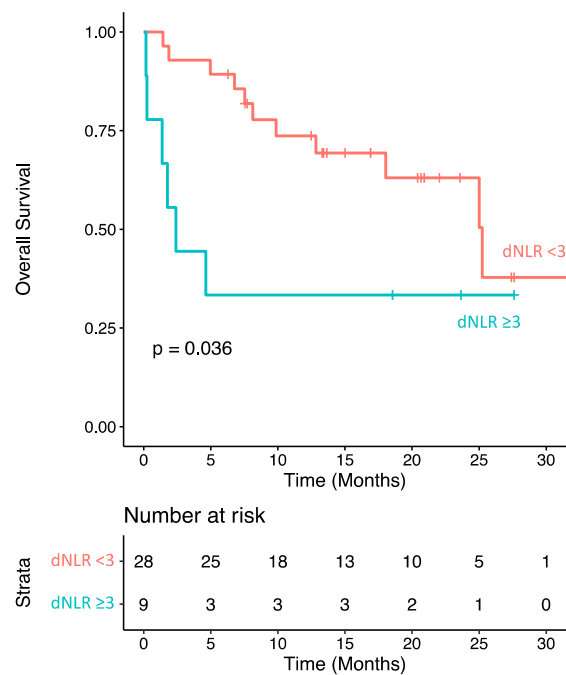 1.00
0.75
0.50
0.25
0.00
Overall Survival
dNLR <3
dNLR ≥3
p = 0.036
0 5 10 15 20 25 30
Time (Months)
Number at risk
Strata
dNLR <3 28 25 18 13 10 5 1
dNLR ≥3 9 3 3 3 2 1 0
0 5 10 15 20 25 30
Time (Months)